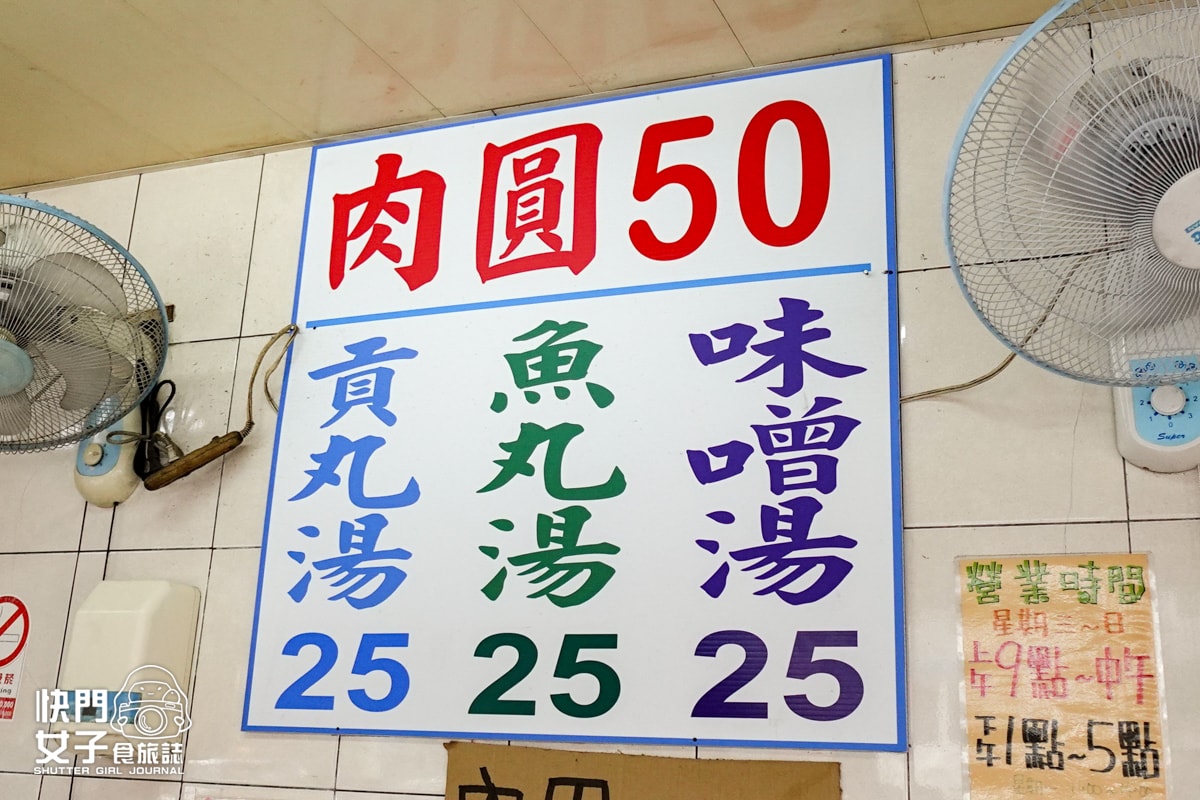 肉圓50
味噌湯 25
魚丸湯 25
貢丸湯 25
營業時間
星期三~日
上午9點~中午
下午1點~5點
Super
快門
女子食旅誌
SHUTTER GIRL JOURNAL